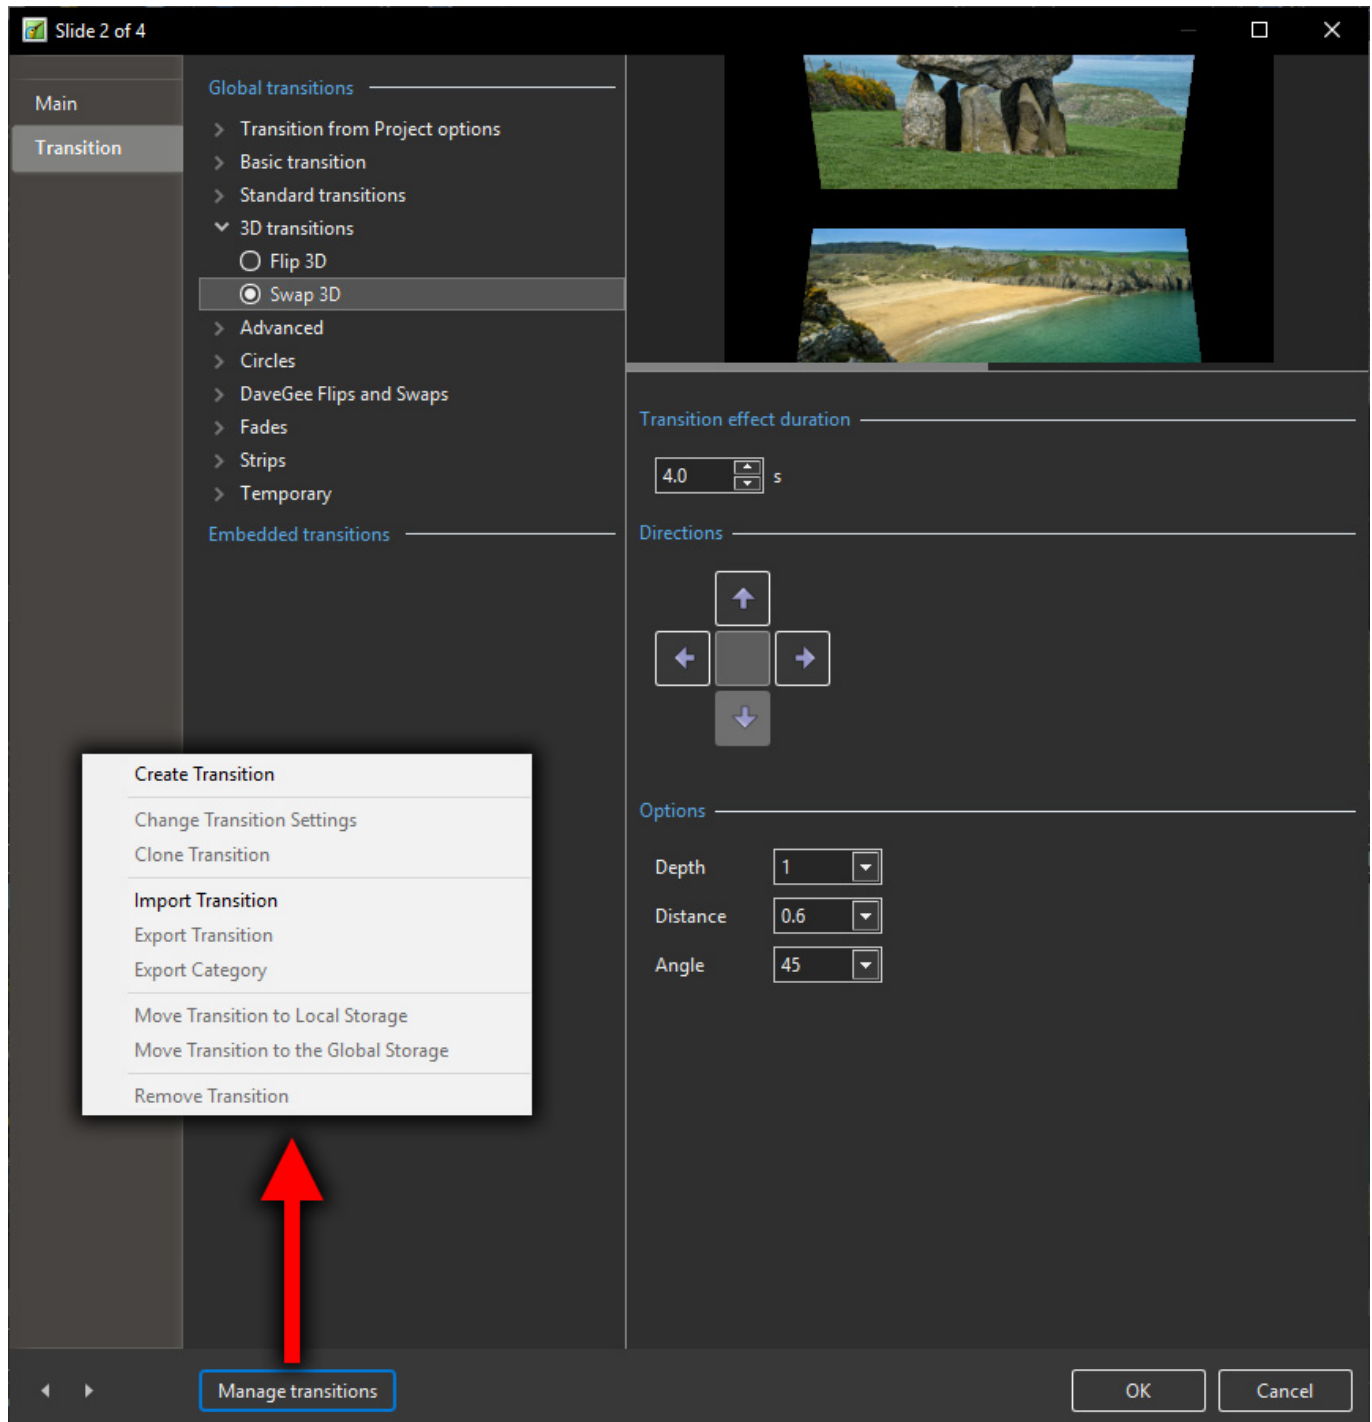 Slide 2 of 4
Main
Transition
Global transitions
Transition from Project options
Basic transition
Standard transitions
3D transitions
Flip 3D
Swap 3D
Advanced
Circles
DaveGee Flips and Swaps
Fades
Strips
Temporary
Embedded transitions
Transition effect duration
4.0 s
Directions
Options
Depth 1
Distance 0.6
Angle 45
Create Transition
Change Transition Settings
Clone Transition
Import Transition
Export Transition
Export Category
Move Transition to Local Storage
Move Transition to the Global Storage
Remove Transition
Manage transitions
OK
Cancel